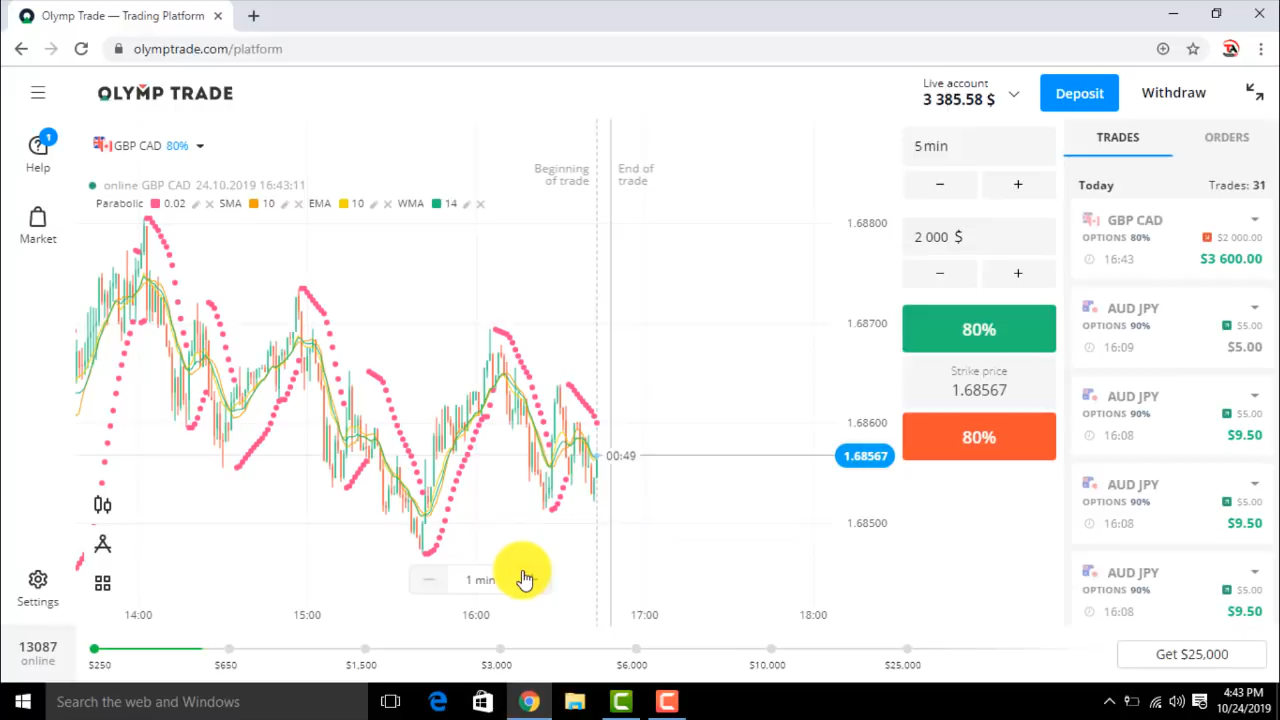 Olymp Trade — Trading Platform
olymptrade.com/platform
OLYMP TRADE
Live account
3 385.58 $
Deposit
Withdraw
1
Help
Market
Settings
13087
online
GBP CAD 80%
online GBP CAD 24.10.2019 16:43:11
Parabolic 0.02 SMA 10 EMA 10 WMA 14
Beginning
of trade
End of
trade
1.68800
1.68700
1.68600
1.68567
1.68500
00:49
1 min
14:00 15:00 16:00 17:00 18:00
5 min
− +
2 000 $
− +
80%
Strike price
1.68567
80%
TRADES ORDERS
Today Trades: 31
GBP CAD
OPTIONS 80% $2 000.00
16:43 $3 600.00
AUD JPY
OPTIONS 90% $5.00
16:09 $5.00
AUD JPY
OPTIONS 90% $5.00
16:08 $9.50
AUD JPY
OPTIONS 90% $5.00
16:08 $9.50
AUD JPY
OPTIONS 90% $5.00
16:08 $9.50
$250 $650 $1,500 $3,000 $6,000 $10,000 $25,000
Get $25,000
Search the web and Windows
4:43 PM
10/24/2019